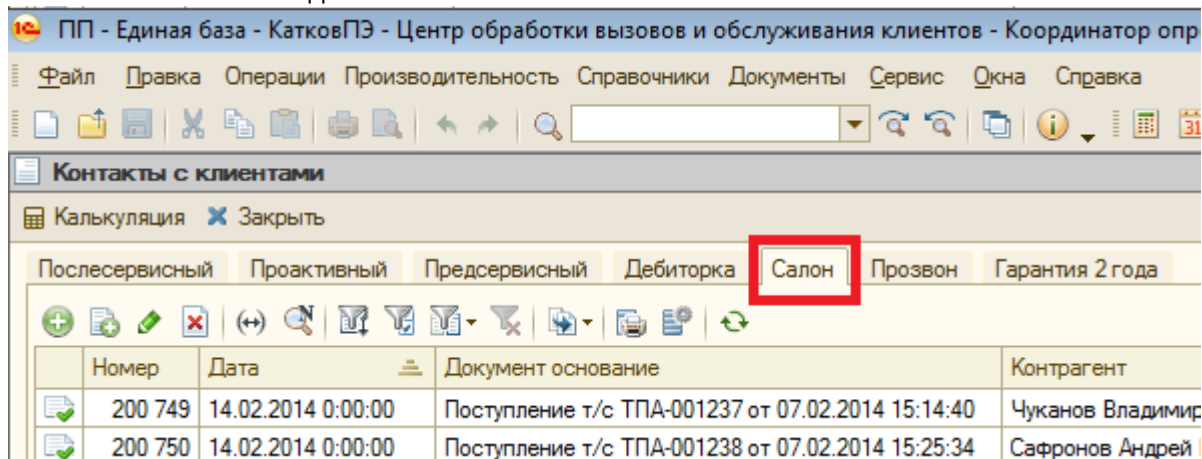 ПП - Единая база - КатковПЭ - Центр обработки вызовов и обслуживания клиентов - Координатор
Файл Правка Операции Производительность Справочники Документы Сервис Окна Справка
31
Контакты с клиентами
Калькуляция Закрыть
Послесервисный Проактивный Предсервисный Дебиторка Салон Прозвон Гарантия 2 года
Номер Дата Документ основание Контрагент
200 749 14.02.2014 0:00:00 Поступление т/с ТПА-001237 от 07.02.2014 15:14:40 Чуканов Владимир
200 750 14.02.2014 0:00:00 Поступление т/с ТПА-001238 от 07.02.2014 15:25:34 Сафронов Андрей